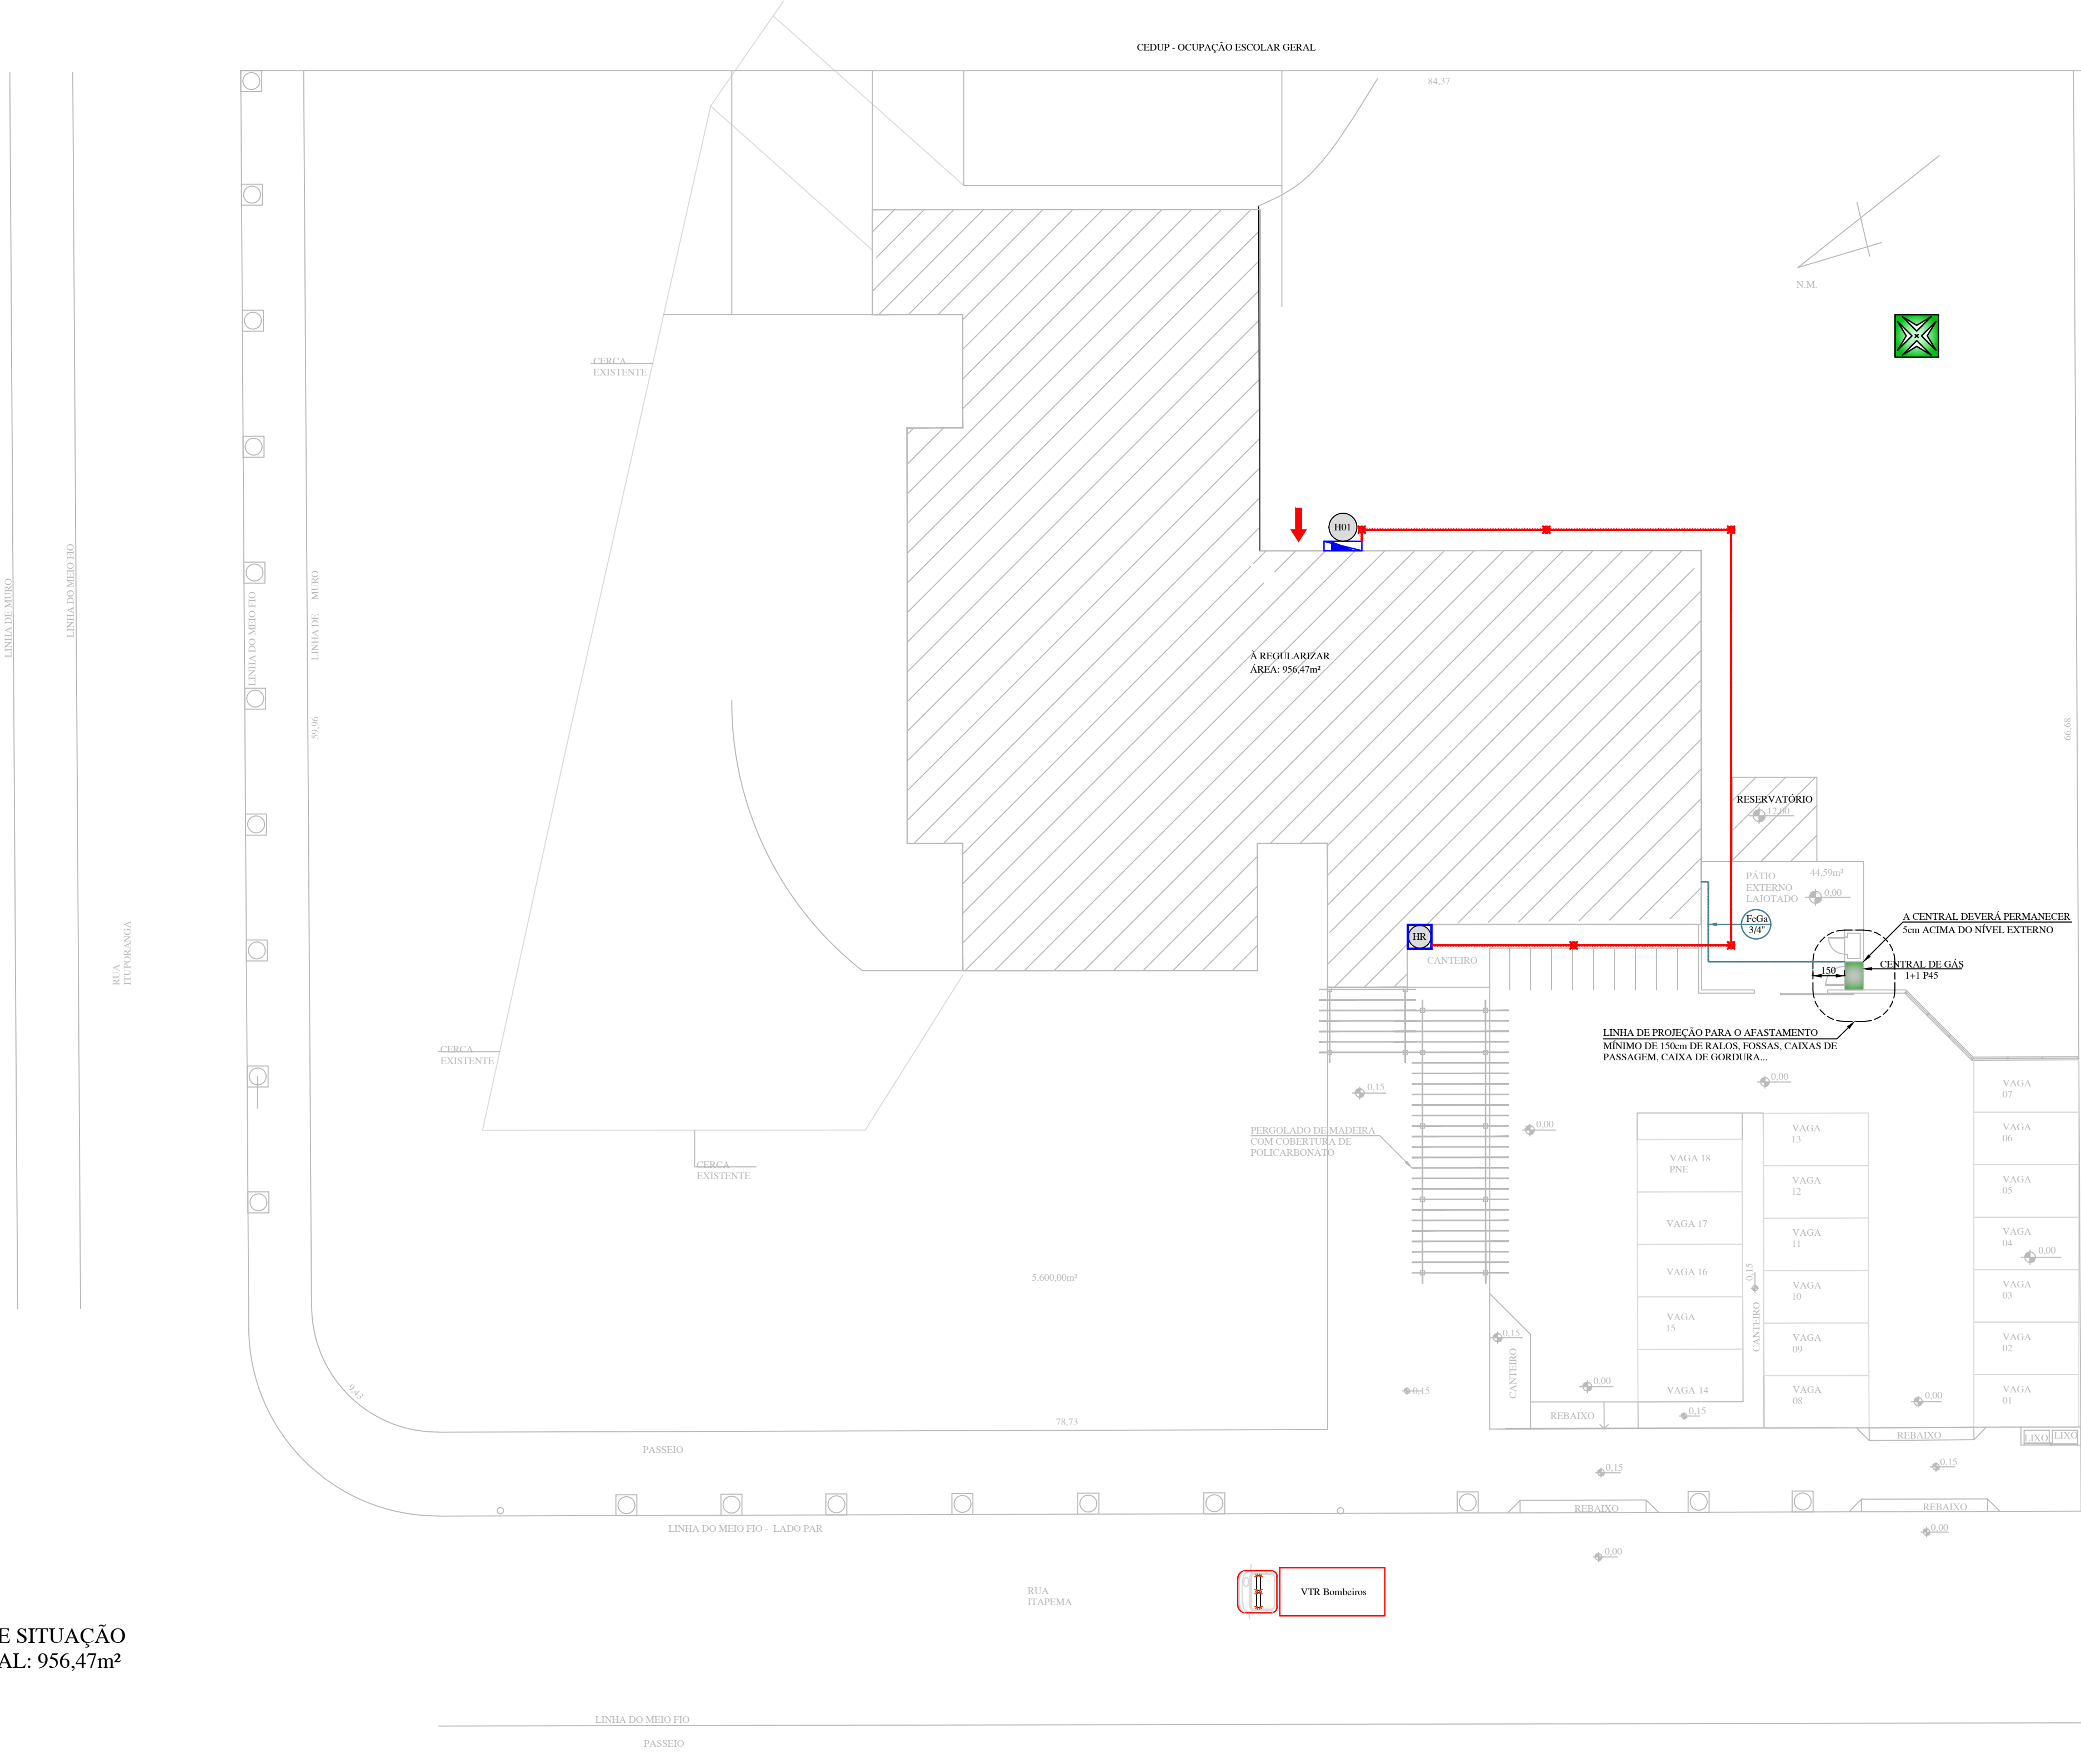 CEDUP - OCUPAÇÃO ESCOLAR GERAL
84,37
N.M.
CERCA
EXISTENTE
H01
LINHA DE MURO
LINHA DO MEIO FIO
LINHA DO MEIO FIO
LINHA DE MURO
59,96
À REGULARIZAR
ÁREA: 956,47m²
66,68
RESERVATÓRIO
12,00
PÁTIO
EXTERNO
LAJOTADO
44,59m²
0,00
FeGa
3/4"
HR
CANTEIRO
A CENTRAL DEVERÁ PERMANECER
5cm ACIMA DO NÍVEL EXTERNO
CENTRAL DE GÁS
1+1 P45
150
RUA
ITUPORANGA
LINHA DE PROJEÇÃO PARA O AFASTAMENTO
MÍNIMO DE 150cm DE RALOS, FOSSAS, CAIXAS DE
PASSAGEM, CAIXA DE GORDURA...
CERCA
EXISTENTE
0,15
0,00
0,00
PERGOLADO DE MADEIRA
COM COBERTURA DE
POLICARBONATO
CERCA
EXISTENTE
VAGA
07
VAGA
06
VAGA
05
VAGA
04
0,00
VAGA
03
VAGA
02
VAGA
01
VAGA
13
VAGA
12
VAGA
11
VAGA
10
VAGA
09
VAGA
08
VAGA 18
PNE
VAGA 17
VAGA 16
VAGA
15
VAGA 14
0,15
CANTEIRO
5.600,00m²
0,15
CANTEIRO
0,15
0,00
0,15
0,00
REBAIXO
REBAIXO
LIXO
LIXO
9,43
78,73
PASSEIO
0,15
0,15
REBAIXO
REBAIXO
LINHA DO MEIO FIO - LADO PAR
0,00
0,00
RUA
ITAPEMA
VTR Bombeiros
E SITUAÇÃO
AL: 956,47m²
LINHA DO MEIO FIO
PASSEIO